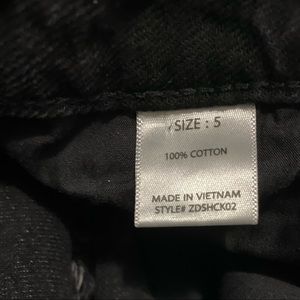 SIZE : 5
100% COTTON
MADE IN VIETNAM
STYLE# ZDSHCK02